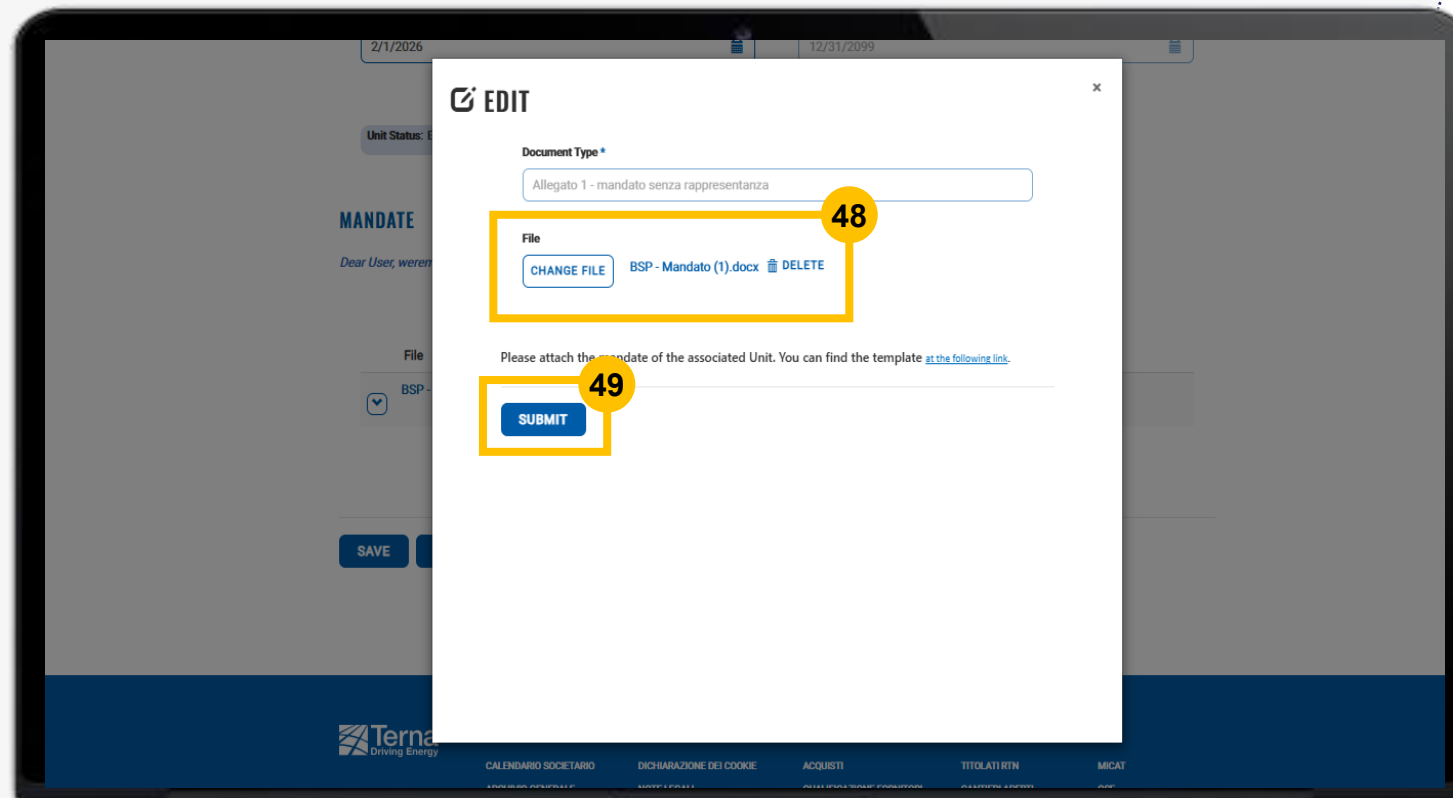 2/1/2026
12/31/2099
EDIT
x
Unit Status:
Document Type *
Allegato 1 - mandato senza rappresentanza
48
MANDATE
File
Dear User,
CHANGE FILE
BSP - Mandato (1).docx
DELETE
File
Please attach the mandate of the associated Unit. You can find the template at the following link.
49
BSP -
SUBMIT
SAVE
Terna
Driving Energy
CALENDARIO SOCIETARIO
DICHIARAZIONE DEI COOKIE
ACQUISTI
TITOLATI RTN
MICAT